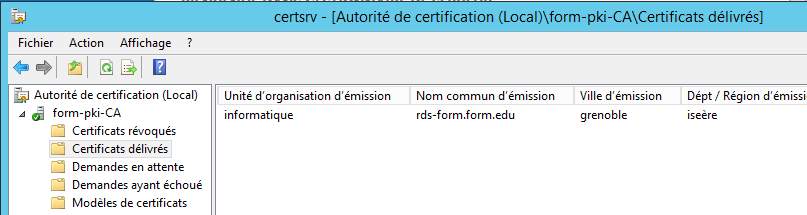 certsrv - [Autorité de certification (Local)\form-pki-CA\Certificats délivrés]
Fichier Action Affichage ?
Autorité de certification (Local)
form-pki-CA
Certificats révoqués
Certificats délivrés
Demandes en attente
Demandes ayant échoué
Modèles de certificats
Unité d'organisation d'émission Nom commun d'émission Ville d'émission Dépt / Région d'émissi
informatique rds-form.form.edu grenoble iseère